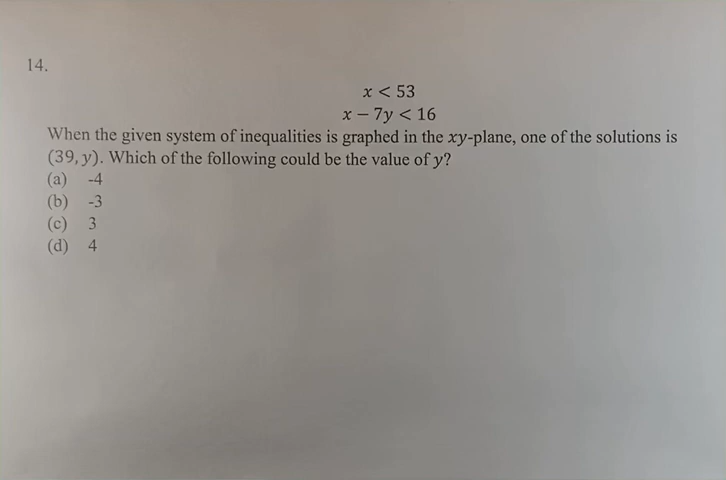 14.
x < 53
x − 7y < 16
When the given system of inequalities is graphed in the xy-plane, one of the solutions is
(39, y). Which of the following could be the value of y?
(a) -4
(b) -3
(c) 3
(d) 4